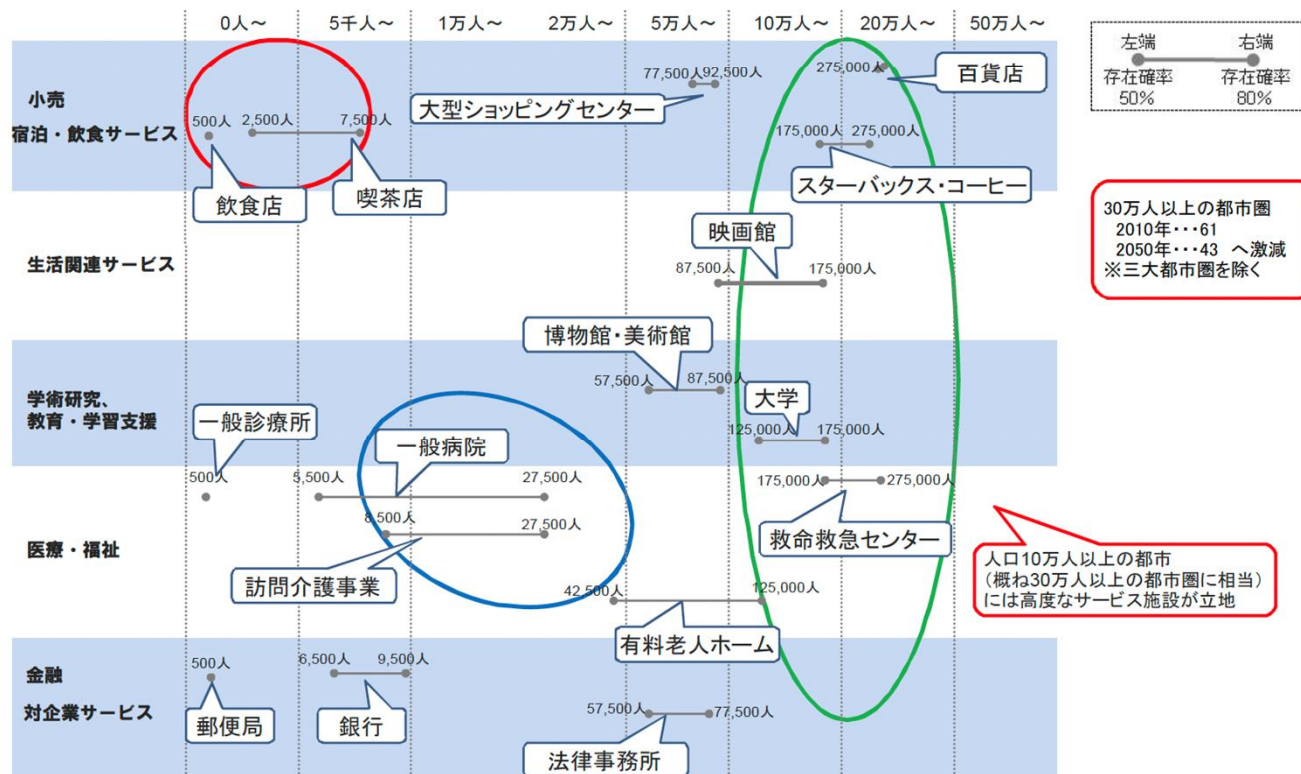 0人～ 5千人～ 1万人～ 2万人～ 5万人～ 10万人～ 20万人～ 50万人～
左端 右端
存在確率 存在確率
50% 80%
小売
宿泊・飲食サービス
500人 2,500人 7,500人
飲食店
喫茶店
77,500人 92,500人
大型ショッピングセンター
275,000人
百貨店
175,000人 275,000人
スターバックス・コーヒー
30万人以上の都市圏
2010年・・・61
2050年・・・43 へ激減
※三大都市圏を除く
生活関連サービス
映画館
87,500人 175,000人
学術研究、
教育・学習支援
博物館・美術館
57,500人 87,500人
大学
125,000人 175,000人
医療・福祉
一般診療所
500人
一般病院
5,500人 27,500人
8,500人 27,500人
訪問介護事業
175,000人 275,000人
救命救急センター
42,500人 125,000人
有料老人ホーム
人口10万人以上の都市
（概ね30万人以上の都市圏に相当）
には高度なサービス施設が立地
金融
対企業サービス
500人
郵便局
6,500人 9,500人
銀行
57,500人 77,500人
法律事務所